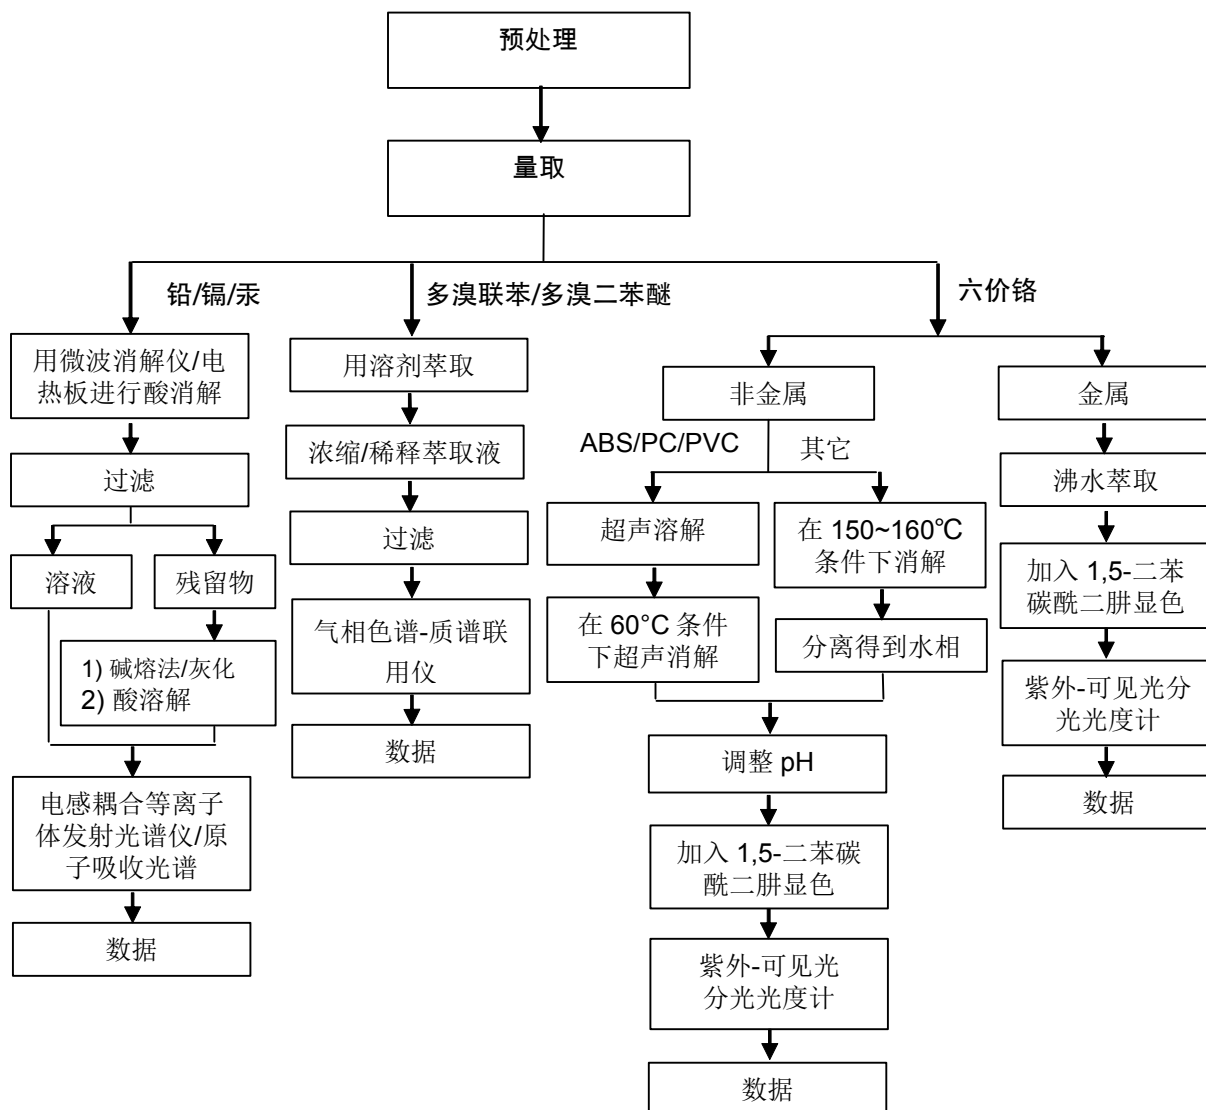 预处理
量取
铅/镉/汞
多溴联苯/多溴二苯醚
六价铬
用微波消解仪/电
热板进行酸消解
过滤
溶液
残留物
1) 碱熔法/灰化
2) 酸溶解
电感耦合等离子
体发射光谱仪/原
子吸收光谱
数据
用溶剂萃取
浓缩/稀释萃取液
过滤
气相色谱-质谱联
用仪
数据
非金属
ABS/PC/PVC
其它
超声溶解
在 60°C 条件
下超声消解
在 150~160℃
条件下消解
分离得到水相
调整 pH
加入 1,5-二苯碳
酰二肼显色
紫外-可见光
分光光度计
数据
金属
沸水萃取
加入 1,5-二苯
碳酰二肼显色
紫外-可见光分
光光度计
数据